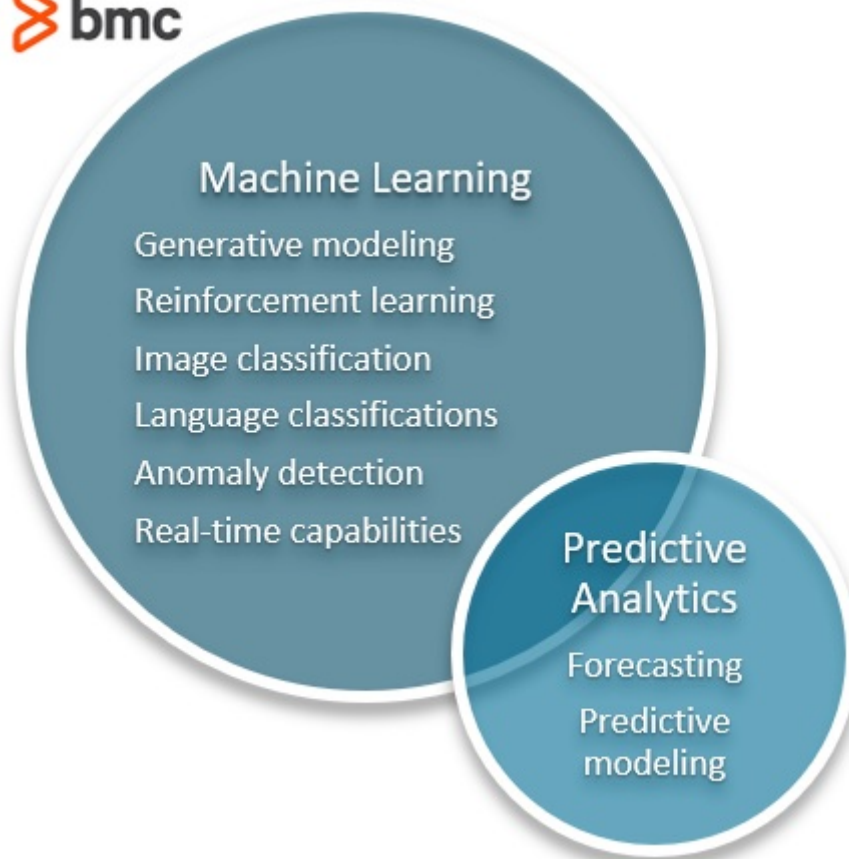 bmc
Machine Learning
Generative modeling
Reinforcement learning
Image classification
Language classifications
Anomaly detection
Real-time capabilities
Predictive
Analytics
Forecasting
Predictive
modeling